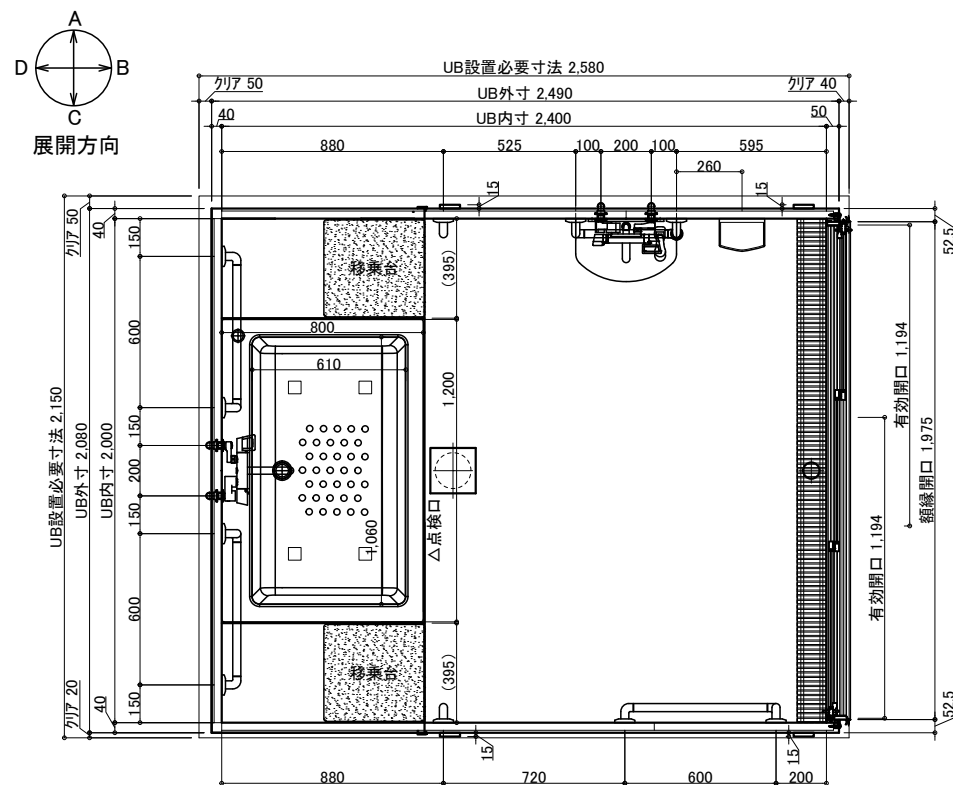 A
D
B
C
展開方向
UB設置必要寸法 2,580
クリア 50
UB外寸 2,490
クリア 40
40
UB内寸 2,400
50
880
525
100
200
100
595
260
15
15
クリア 50
40
150
600
150
200
150
600
150
クリア 20
40
UB設置必要寸法 2,150
UB外寸 2,080
UB内寸 2,000
移乗台
(395)
800
610
1,200
1,060
△点検口
移乗台
(395)
52.5
有効開口 1,194
額縁開口 1,975
有効開口 1,194
52.5
15
15
880
720
600
200